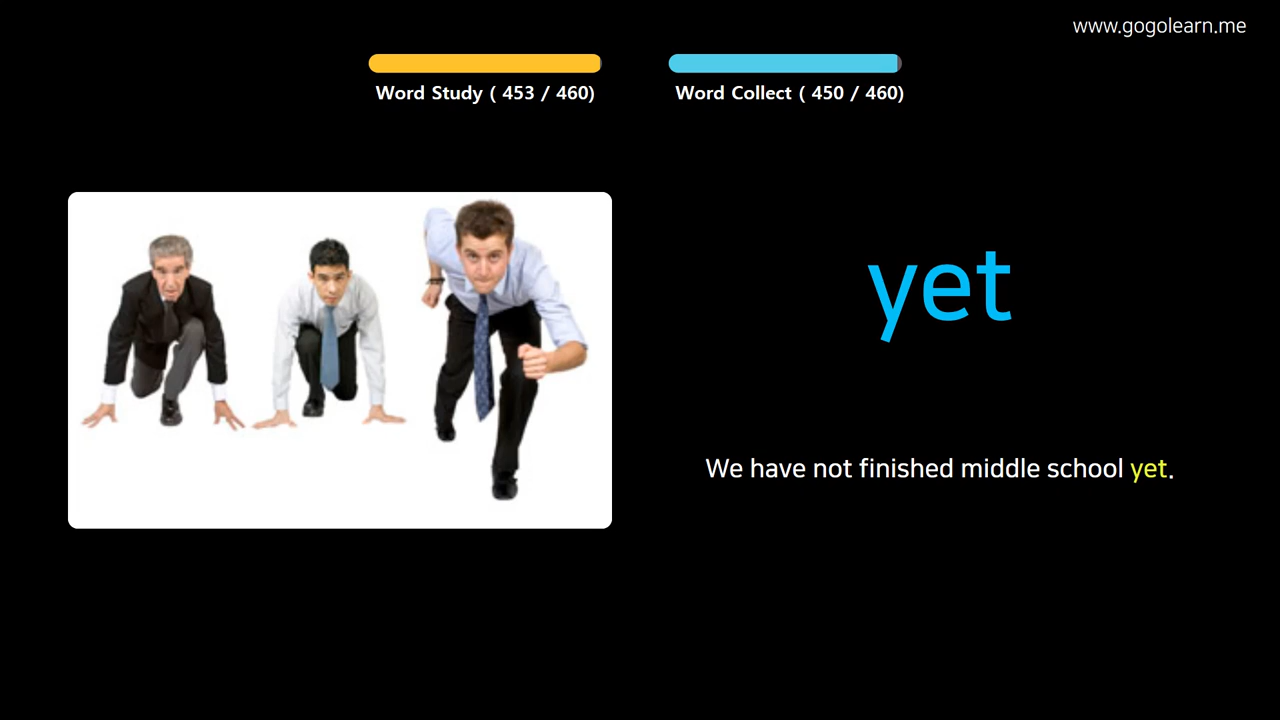 www.gogolearn.me
Word Study ( 453 / 460)
Word Collect ( 450 / 460)
yet
We have not finished middle school yet.